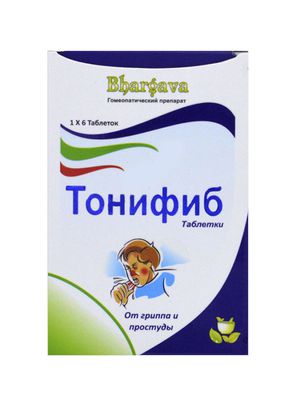 Bhargava
Гомеопатический препарат
1 X 6 Таблеток
Тонифиб
Таблетки
От гриппа и
простуды